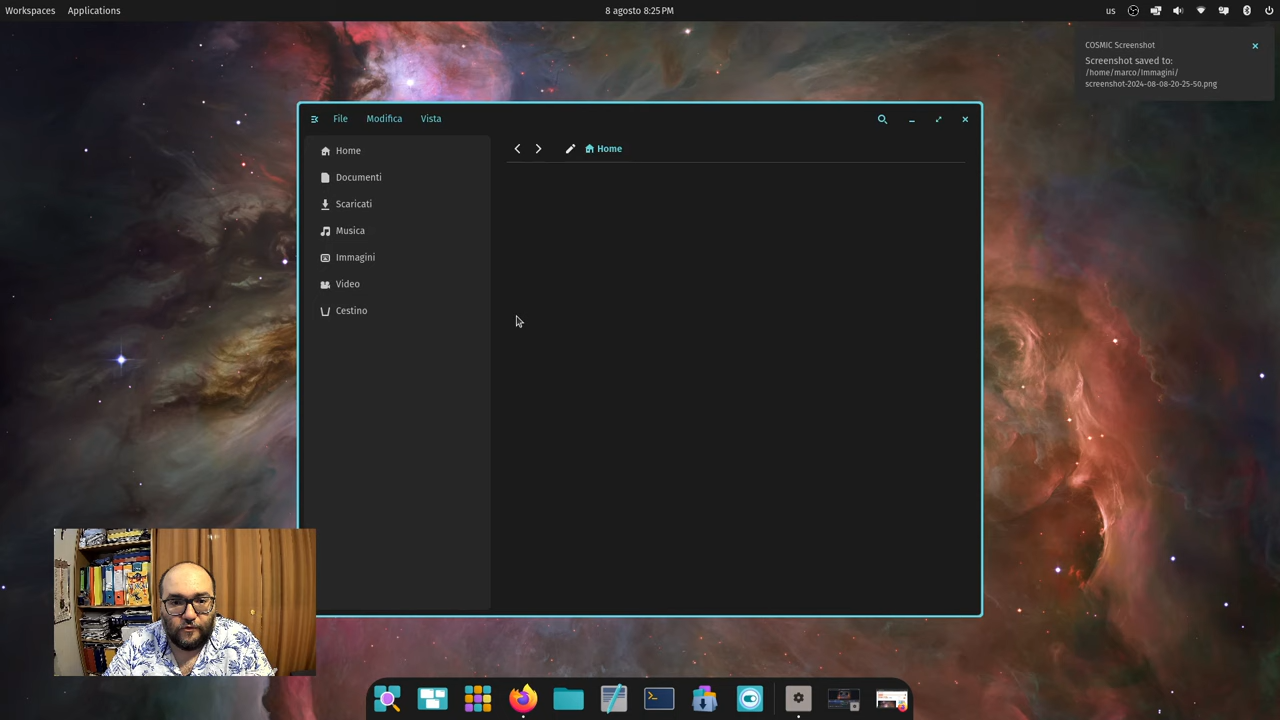 Workspaces Applications 8 agosto 8:25 PM us
COSMIC Screenshot
Screenshot saved to:
/home/marco/Immagini/
screenshot-2024-08-08-20-25-50.png
File Modifica Vista
Home
Home
Documenti
Scaricati
Musica
Immagini
Video
Cestino